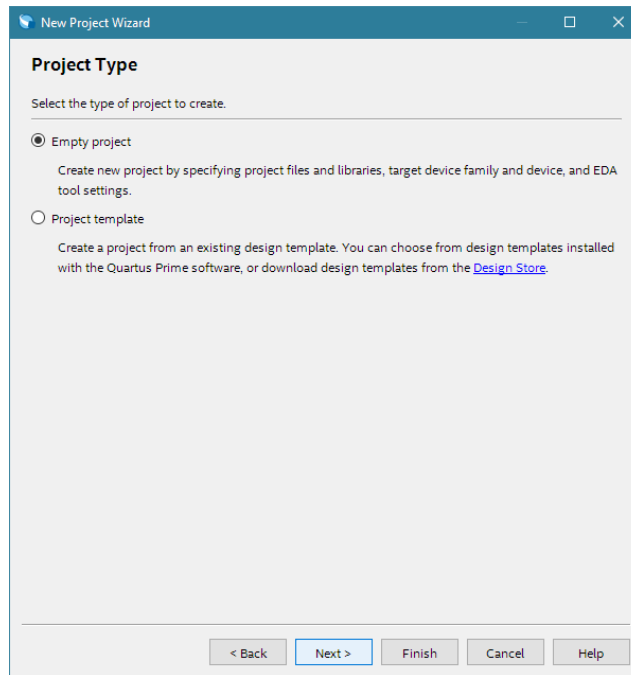 New Project Wizard
Project Type
Select the type of project to create.
Empty project
Create new project by specifying project files and libraries, target device family and device, and EDA
tool settings.
Project template
Create a project from an existing design template. You can choose from design templates installed
with the Quartus Prime software, or download design templates from the Design Store.
< Back Next > Finish Cancel Help